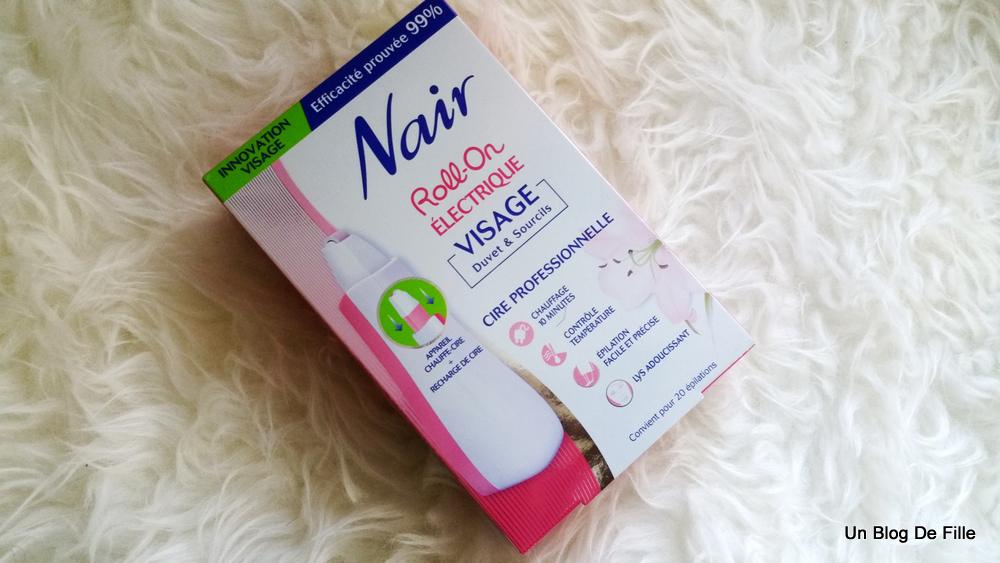 INNOVATION
VISAGE
Efficacité prouvée 99%
Nair
Roll-On
ÉLECTRIQUE
VISAGE
Duvet & Sourcils
CIRE PROFESSIONNELLE
CHAUFFAGE
10 MINUTES
CONTRÔLE
TEMPERATURE
ÉPILATION
FACILE ET PRÉCISE
LYS ADOUCISSANT
APPAREIL
CHAUFFE-CIRE
+
RECHARGE DE CIRE
Convient pour 20 épilations
Un Blog De Fille